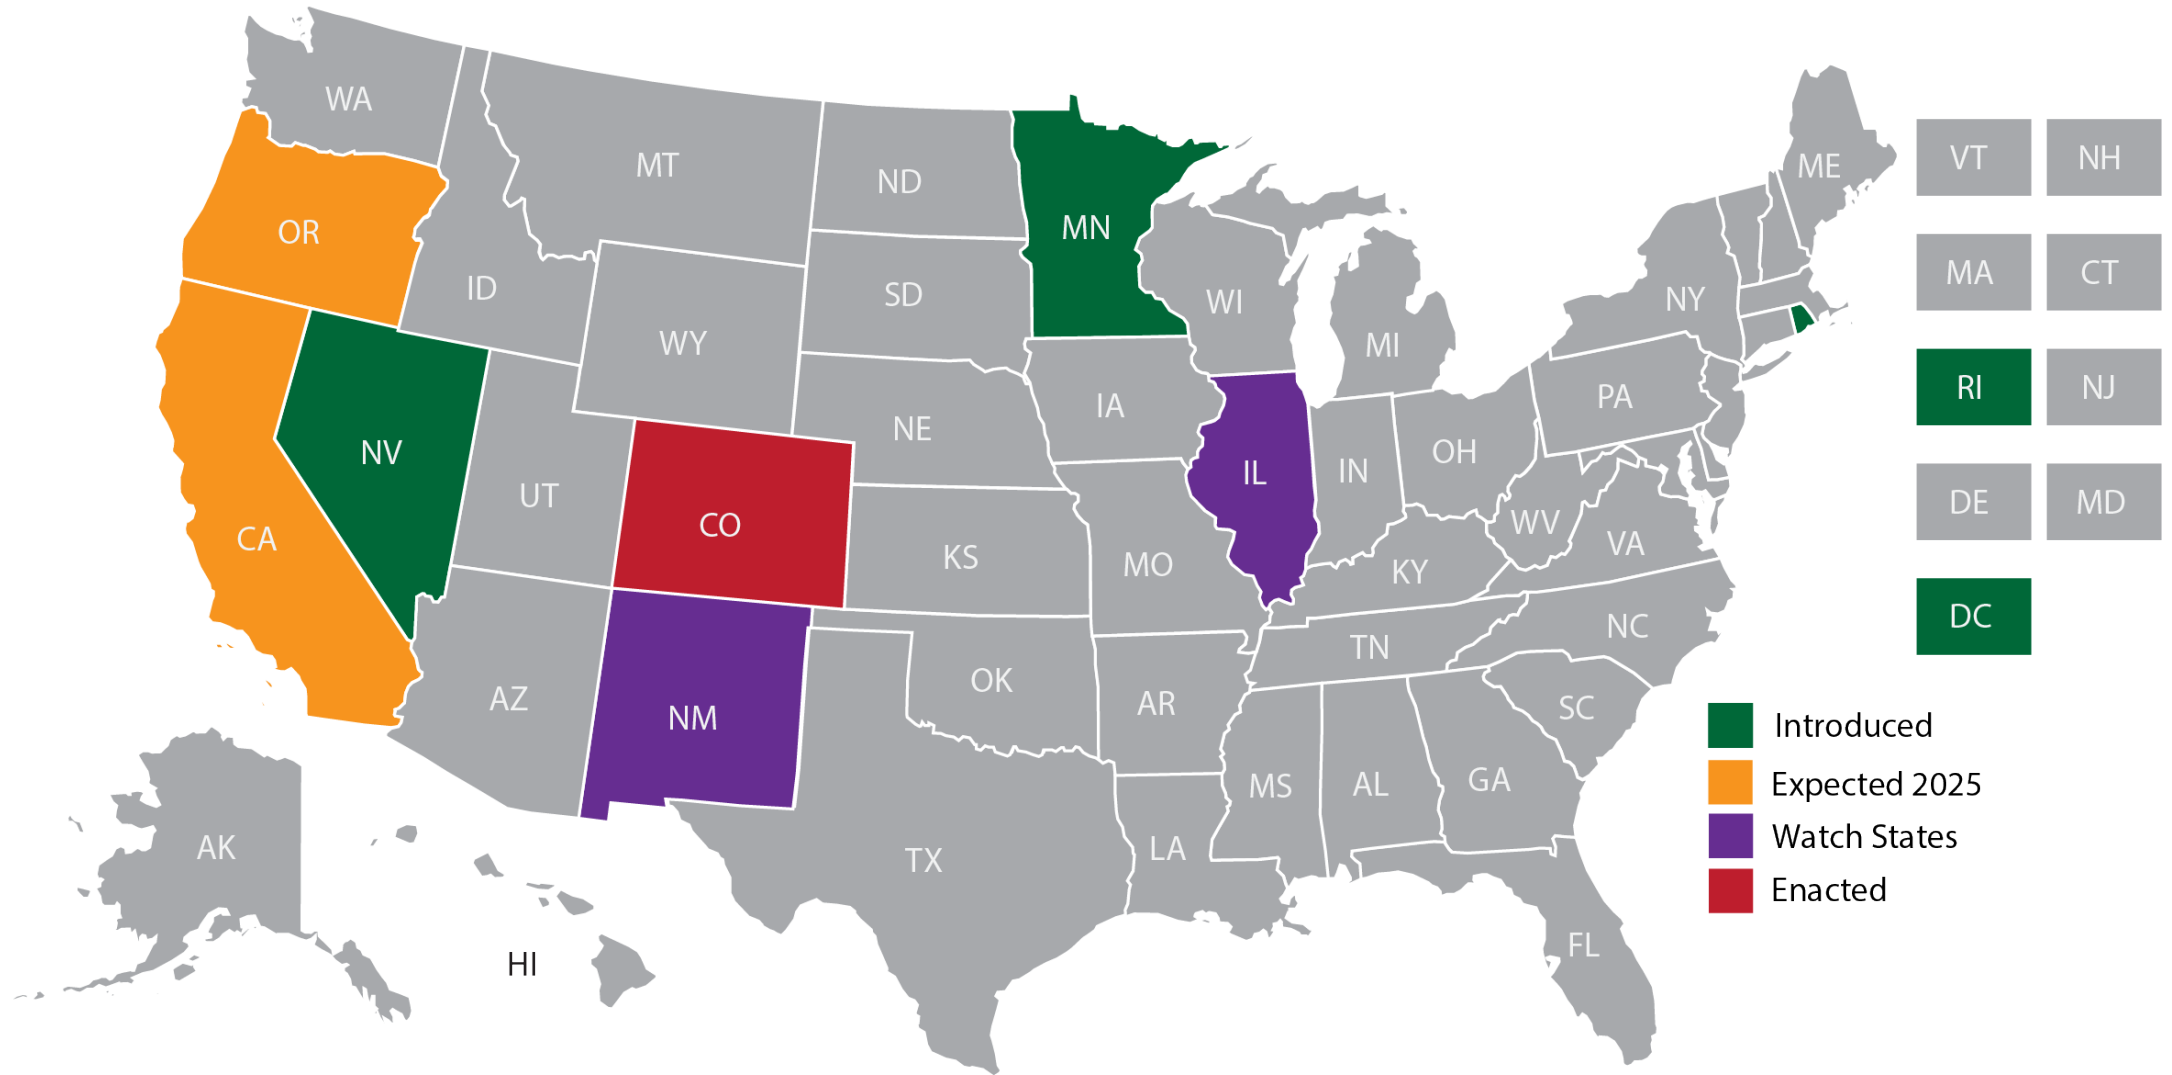 WA
MT
ND
MN
OR
ID
SD
WI
WY
MI
NY
ME
VT
NH
MA
CT
RI
NJ
DE
MD
DC
NV
UT
CA
CO
NE
IA
IL
IN
OH
PA
WV
VA
KS
MO
KY
AZ
NM
OK
AR
TN
NC
SC
MS
AL
GA
TX
LA
FL
AK
HI
Introduced
Expected 2025
Watch States
Enacted